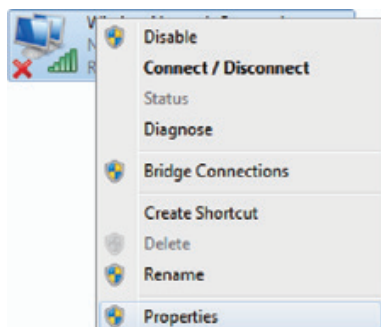 Disable
Connect / Disconnect
Status
Diagnose
Bridge Connections
Create Shortcut
Delete
Rename
Properties